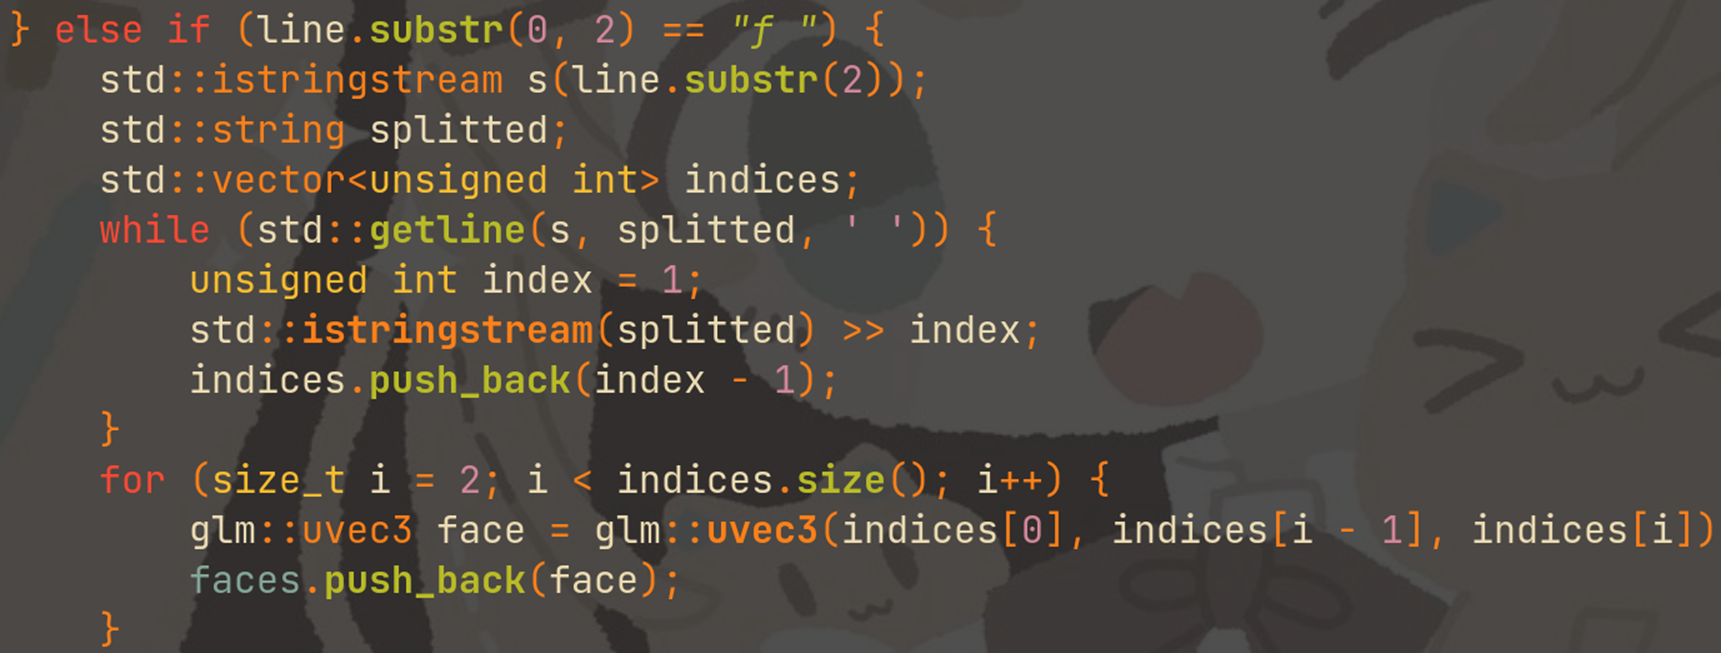 } else if (line.substr(0, 2) == "f ") {
std::istringstream s(line.substr(2));
std::string splitted;
std::vector<unsigned int> indices;
while (std::getline(s, splitted, ' ')) {
unsigned int index = 1;
std::istringstream(splitted) >> index;
indices.push_back(index - 1);
}
for (size_t i = 2; i < indices.size(); i++) {
glm::uvec3 face = glm::uvec3(indices[0], indices[i - 1], indices[i])
faces.push_back(face);
}